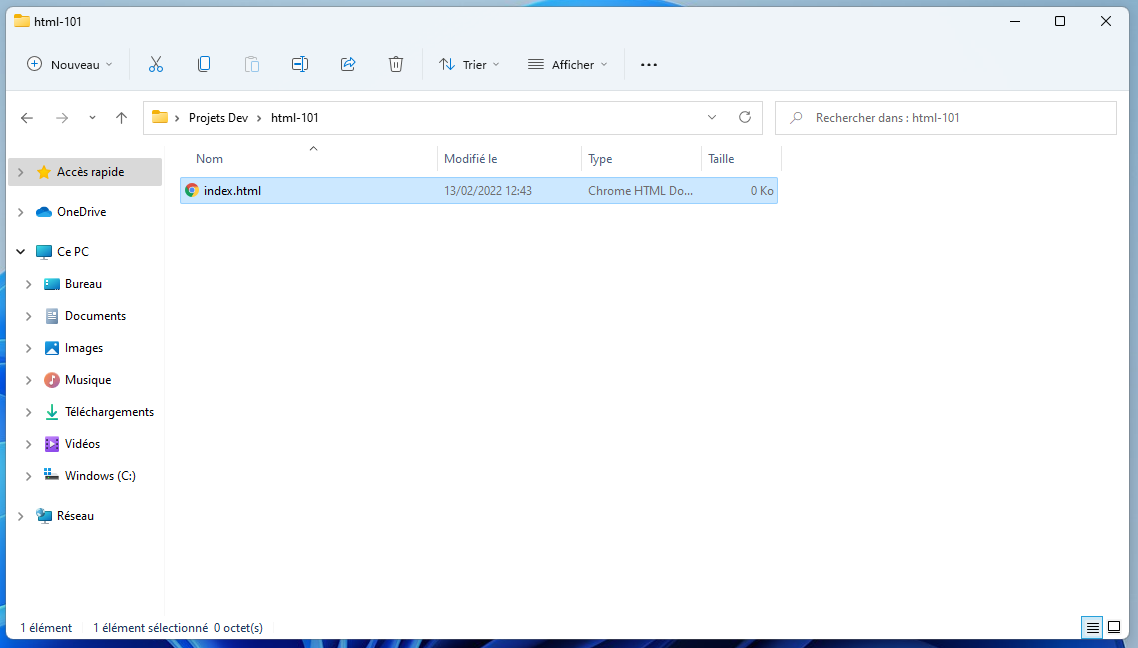 html-101
Nouveau Trier Afficher
Projets Dev html-101 Rechercher dans : html-101
Nom Modifié le Type Taille
index.html 13/02/2022 12:43 Chrome HTML Do... 0 Ko
Accès rapide
OneDrive
Ce PC
Bureau
Documents
Images
Musique
Téléchargements
Vidéos
Windows (C:)
Réseau
1 élément 1 élément sélectionné 0 octet(s)